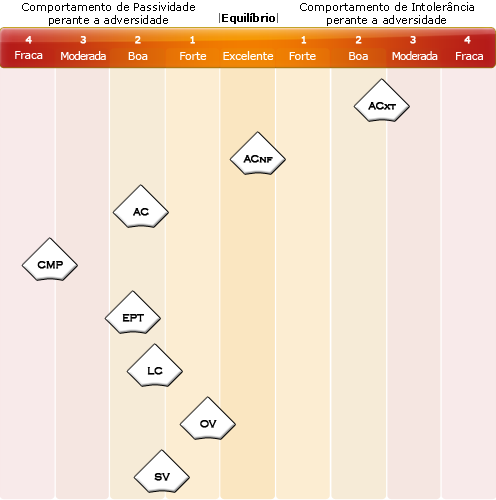 Comportamento de Passividade
perante a adversidade
|Equilíbrio|
Comportamento de Intolerância
perante a adversidade
4 3 2 1 1 2 3 4
Fraca Moderada Boa Forte Excelente Forte Boa Moderada Fraca
ACXT
ACNF
AC
CMP
EPT
LC
OV
SV